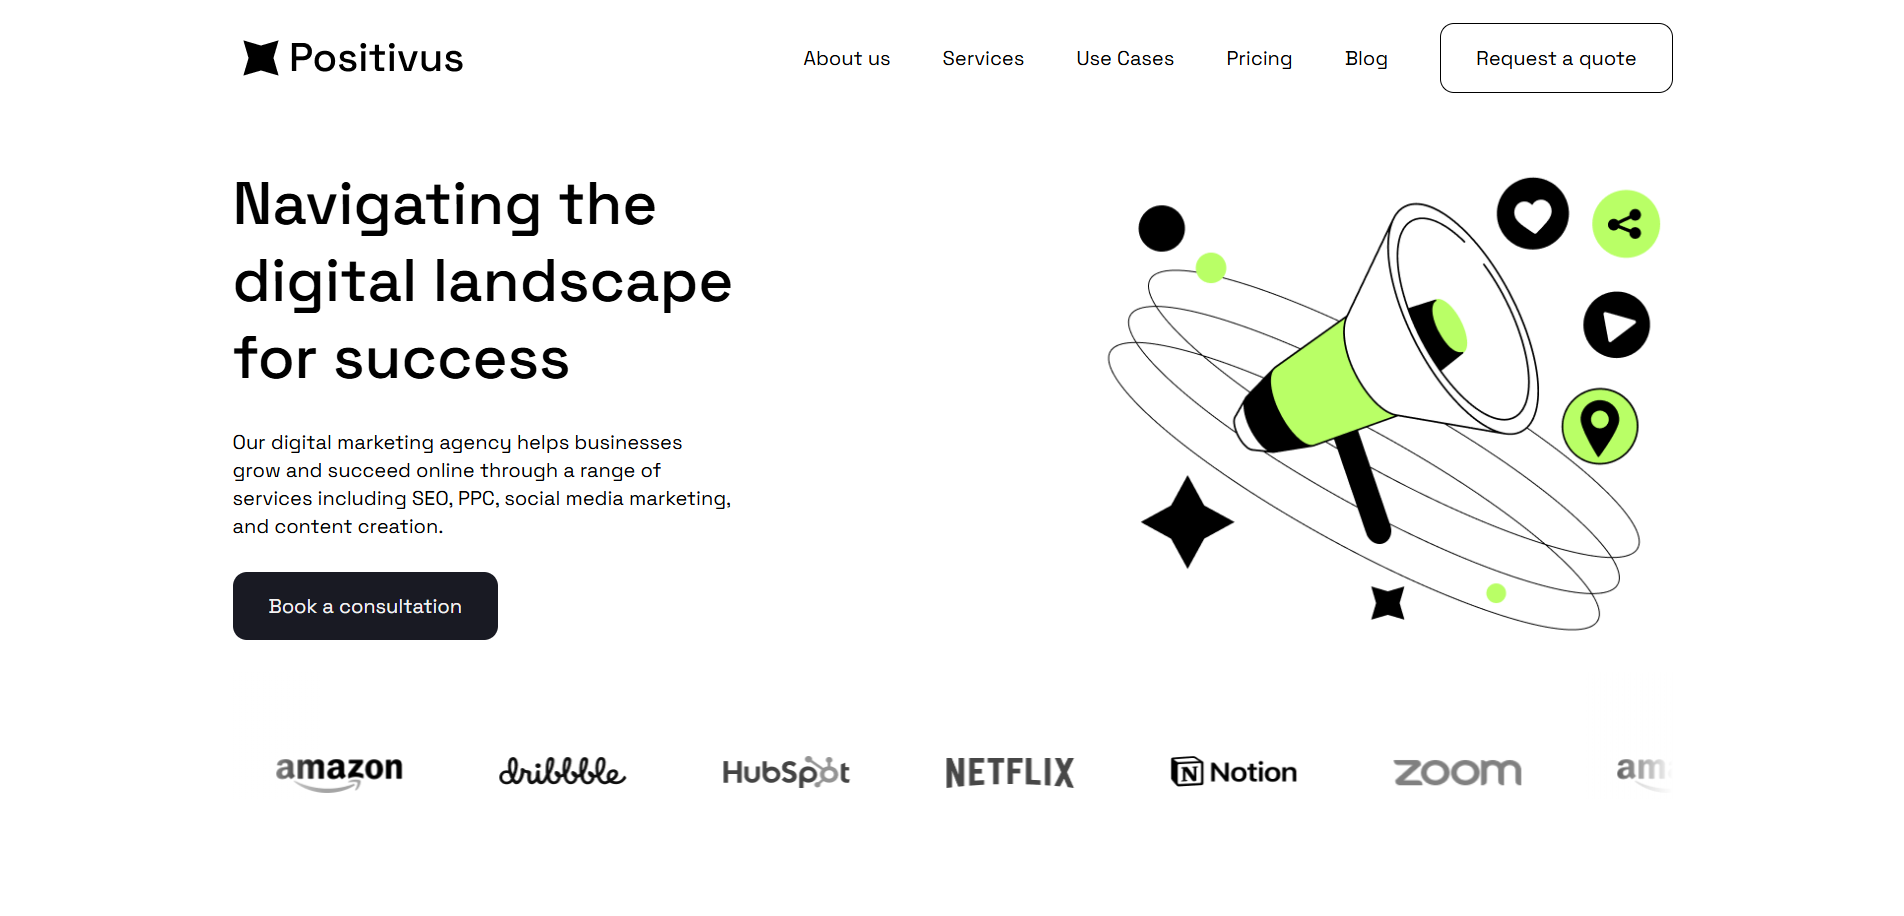 Positivus
About us
Services
Use Cases
Pricing
Blog
Request a quote
Navigating the
digital landscape
for success
Our digital marketing agency helps businesses
grow and succeed online through a range of
services including SEO, PPC, social media marketing,
and content creation.
Book a consultation
amazon
dribbble
HubSpot
NETFLIX
N Notion
zoom
am